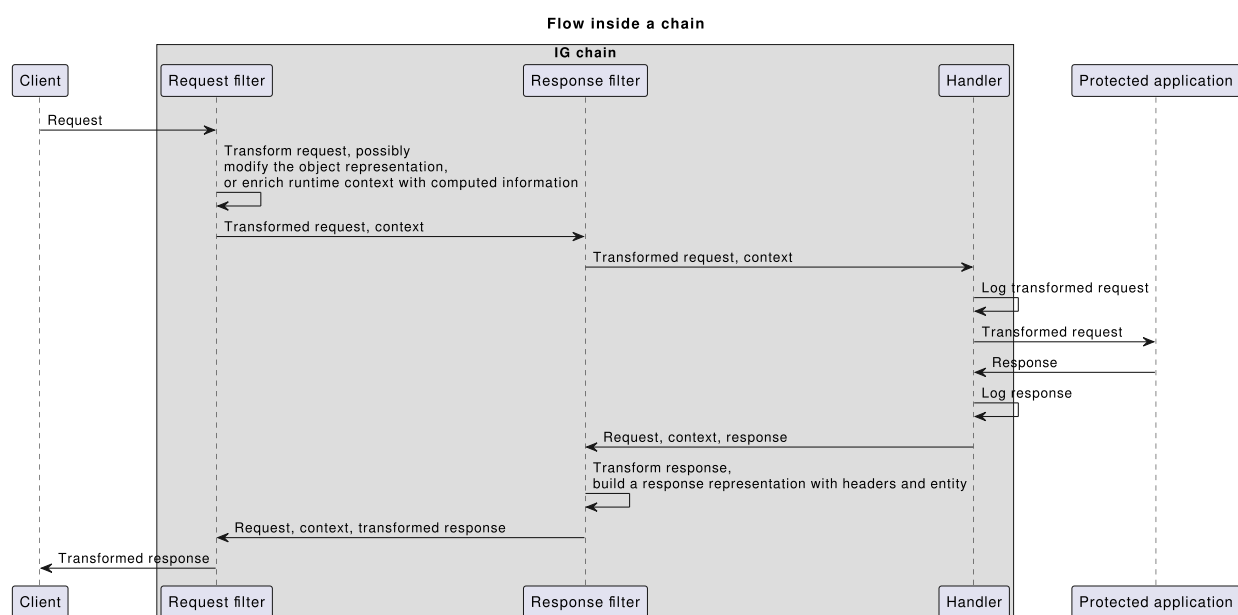 Flow inside a chain
IG chain
Client
Request filter
Response filter
Handler
Protected application
Request
Transform request, possibly
modify the object representation,
or enrich runtime context with computed information
Transformed request, context
Transformed request, context
Log transformed request
Transformed request
Response
Log response
Request, context, response
Transform response,
build a response representation with headers and entity
Request, context, transformed response
Transformed response
Client
Request filter
Response filter
Handler
Protected application